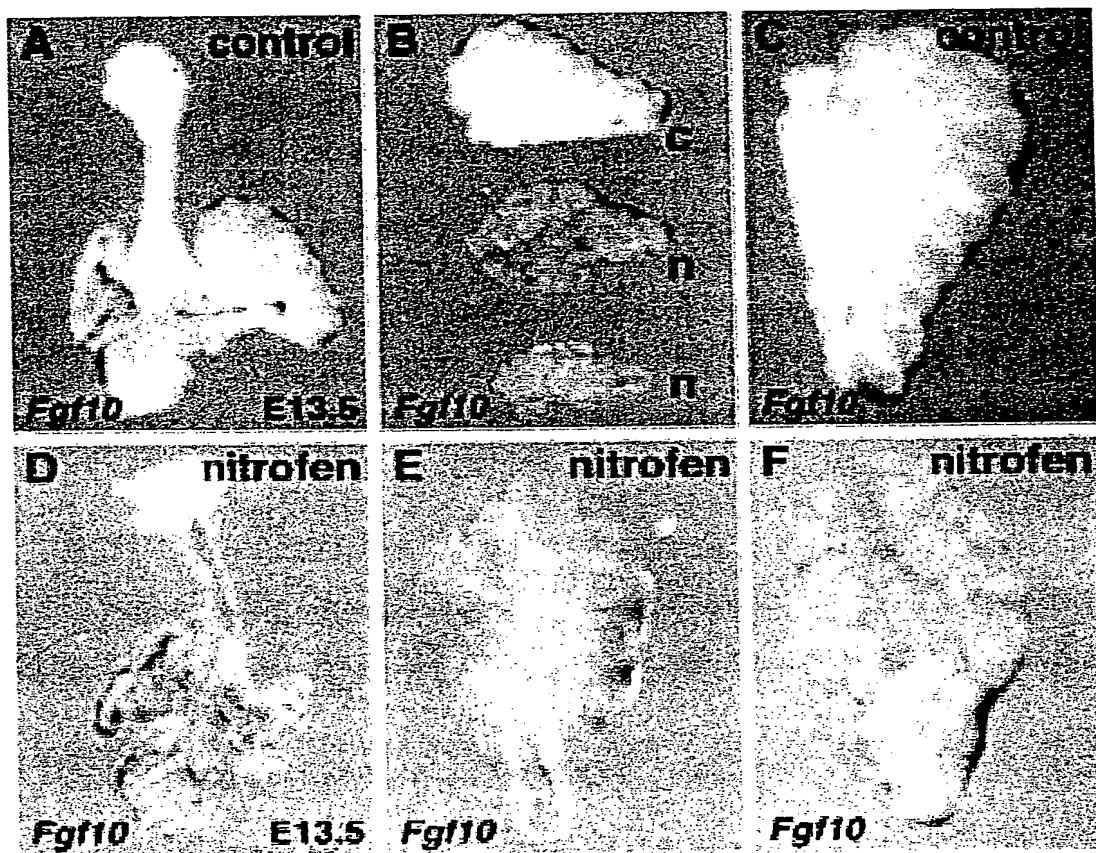 A control
B
C control
c
n
n
Fgf10 E13.5
Fgf10
Fgf10
D nitrofen
E nitrofen
F nitrofen
Fgf10 E13.5
Fgf10
Fgf10